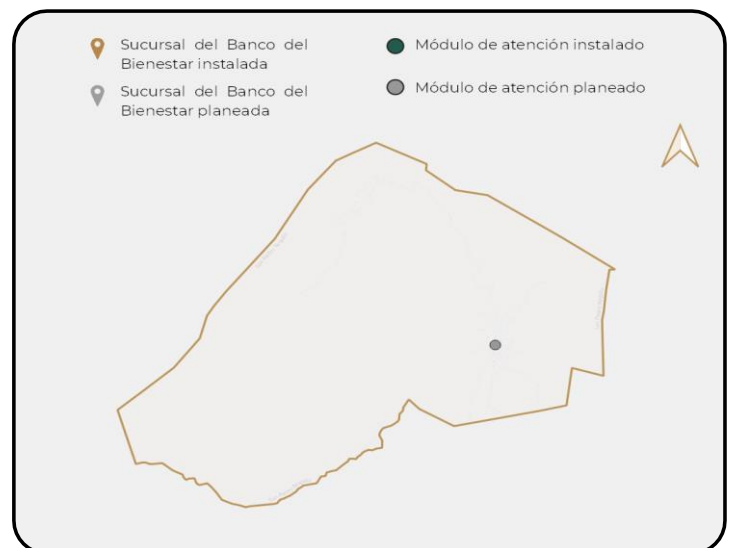 Sucursal del Banco del
Bienestar instalada
Sucursal del Banco del
Bienestar planeada
Módulo de atención instalado
Módulo de atención planeado